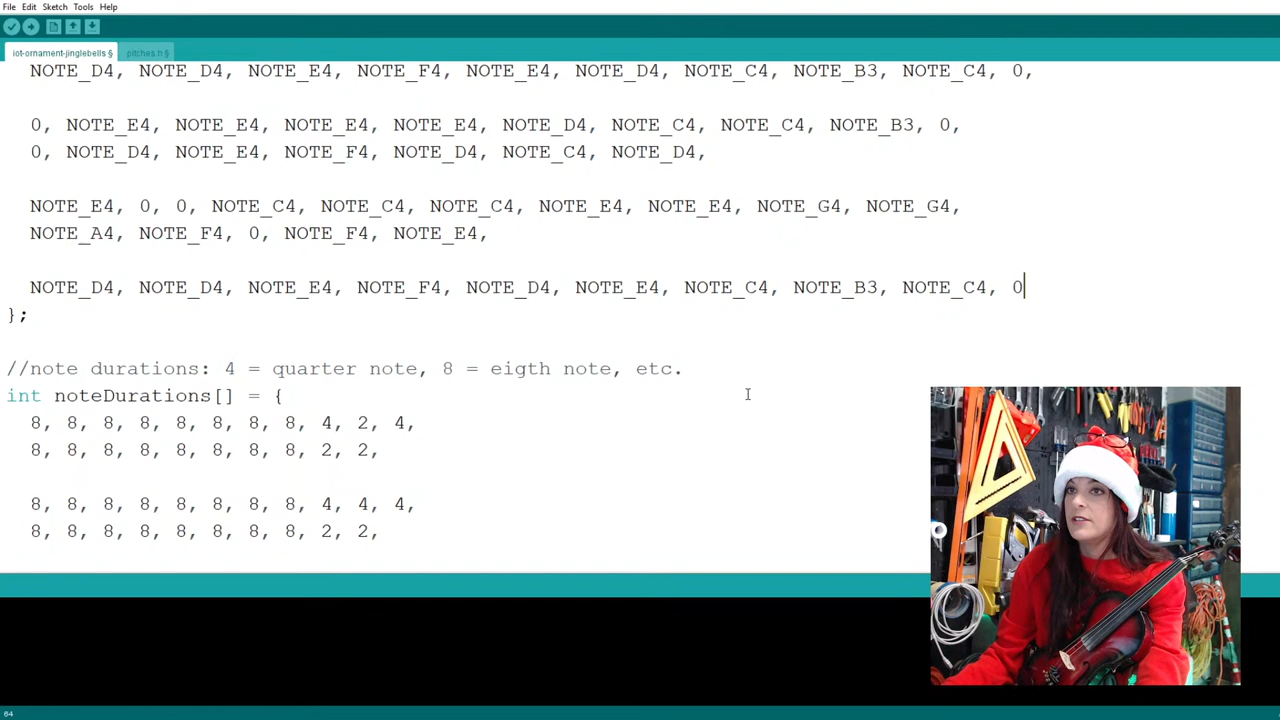 File Edit Sketch Tools Help
iot-ornament-jinglebells § pitches.h §
NOTE_D4, NOTE_D4, NOTE_E4, NOTE_F4, NOTE_E4, NOTE_D4, NOTE_C4, NOTE_B3, NOTE_C4, 0,
0, NOTE_E4, NOTE_E4, NOTE_E4, NOTE_E4, NOTE_D4, NOTE_C4, NOTE_C4, NOTE_B3, 0,
0, NOTE_D4, NOTE_E4, NOTE_F4, NOTE_D4, NOTE_C4, NOTE_D4,
NOTE_E4, 0, 0, NOTE_C4, NOTE_C4, NOTE_C4, NOTE_E4, NOTE_E4, NOTE_G4, NOTE_G4,
NOTE_A4, NOTE_F4, 0, NOTE_F4, NOTE_E4,
NOTE_D4, NOTE_D4, NOTE_E4, NOTE_F4, NOTE_D4, NOTE_E4, NOTE_C4, NOTE_B3, NOTE_C4, 0
};
//note durations: 4 = quarter note, 8 = eigth note, etc.
int noteDurations[] = {
8, 8, 8, 8, 8, 8, 8, 8, 4, 2, 4,
8, 8, 8, 8, 8, 8, 8, 8, 2, 2,
8, 8, 8, 8, 8, 8, 8, 8, 4, 4, 4,
8, 8, 8, 8, 8, 8, 8, 8, 2, 2,
64